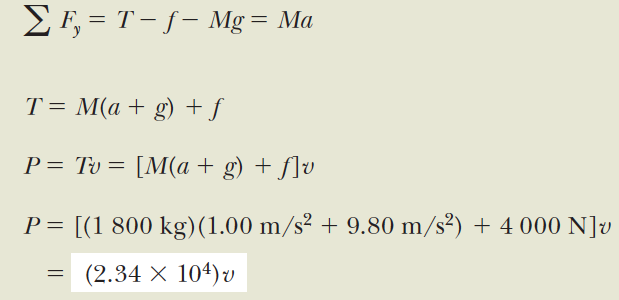 ∑ F_y = T − f − Mg = Ma
T = M(a + g) + f
P = Tv = [M(a + g) + f]v
P = [(1 800 kg)(1.00 m/s² + 9.80 m/s²) + 4 000 N]v
= (2.34 × 10⁴)v